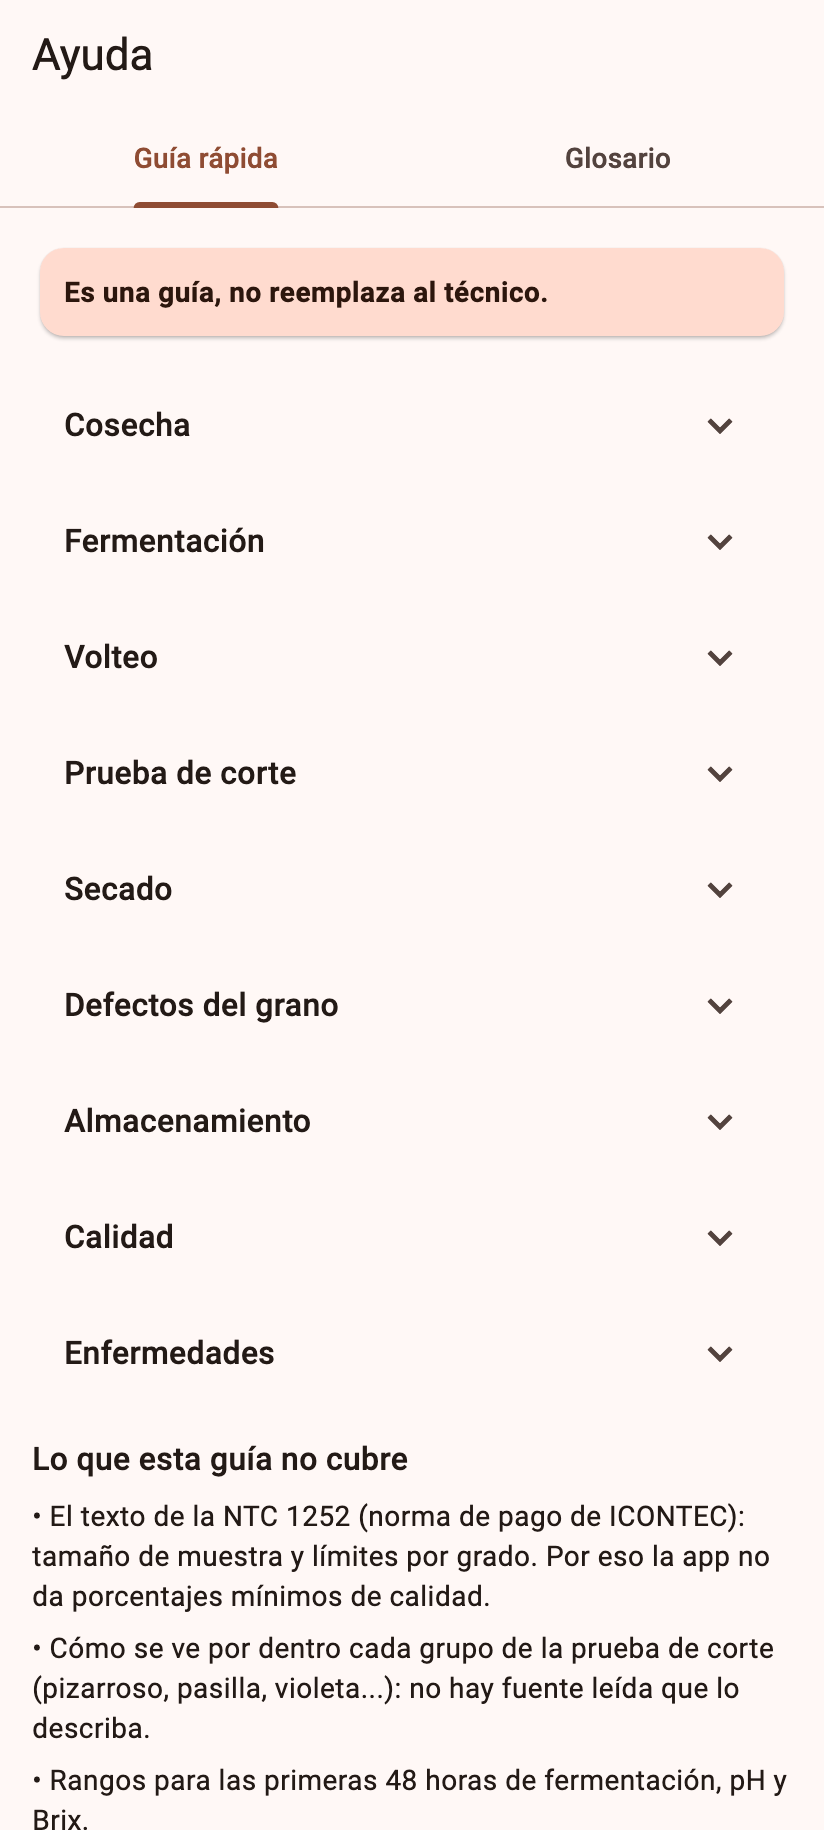 Ayuda
Guía rápida
Glosario
Es una guía, no reemplaza al técnico.
Cosecha
Fermentación
Volteo
Prueba de corte
Secado
Defectos del grano
Almacenamiento
Calidad
Enfermedades
Lo que esta guía no cubre
• El texto de la NTC 1252 (norma de pago de ICONTEC):
tamaño de muestra y límites por grado. Por eso la app no
da porcentajes mínimos de calidad.
• Cómo se ve por dentro cada grupo de la prueba de corte
(pizarroso, pasilla, violeta...): no hay fuente leída que lo
describa.
• Rangos para las primeras 48 horas de fermentación, pH y
Brix.